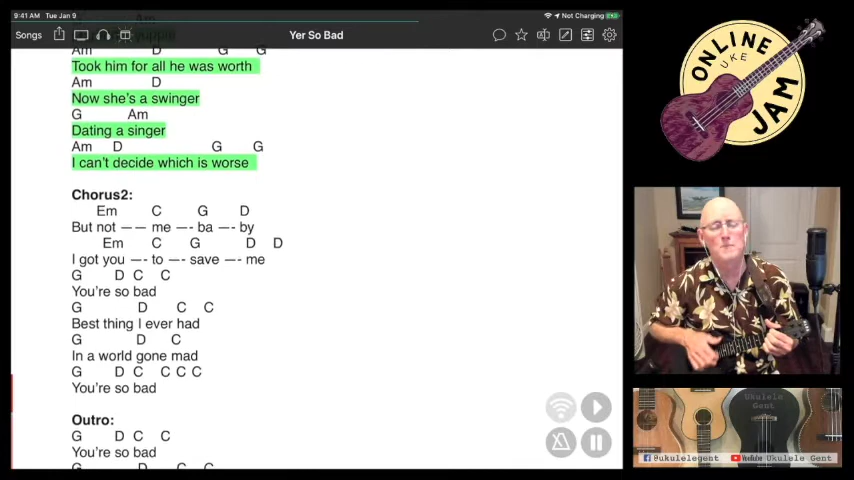 9:41 AM Tue Jan 9
Not Charging
Songs
Yer So Bad
Am
Am D G G
Took him for all he was worth
Am D
Now she's a swinger
G Am
Dating a singer
Am D G G
I can't decide which is worse
Chorus2:
Em C G D
But not —— me —- ba —- by
Em C G D D
I got you —- to —- save —- me
G D C C
You're so bad
G D C C
Best thing I ever had
G D C
In a world gone mad
G D C C C C
You're so bad
Outro:
G D C C
You're so bad
G D C C
ONLINE
UKE
JAM
Ukulele
Gent
@ukulelegent
YouTube Ukulele Gent